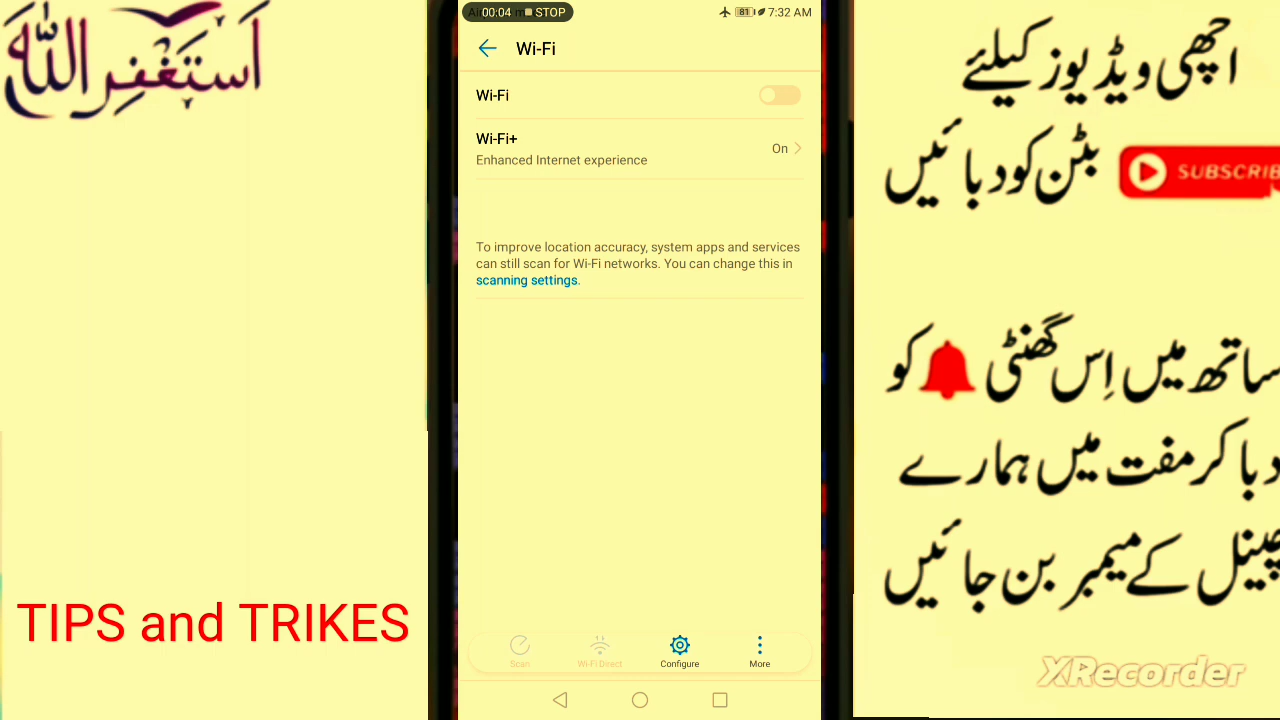 اَستَغفِرُاللّٰه
TIPS and TRIKES
00:04 STOP
81 7:32 AM
Wi-Fi
Wi-Fi
Wi-Fi+
On
Enhanced Internet experience
To improve location accuracy, system apps and services
can still scan for Wi-Fi networks. You can change this in
scanning settings.
Scan
Wi-Fi Direct
Configure
More
اچھی ویڈیوز کیلئے
بٹن کو دبائیں
SUBSCRIB
ساتھ میں اِس گھنٹی کو
دبا کر مفت میں ہمارے
چینل کے میمبر بن جائیں
XRecorder